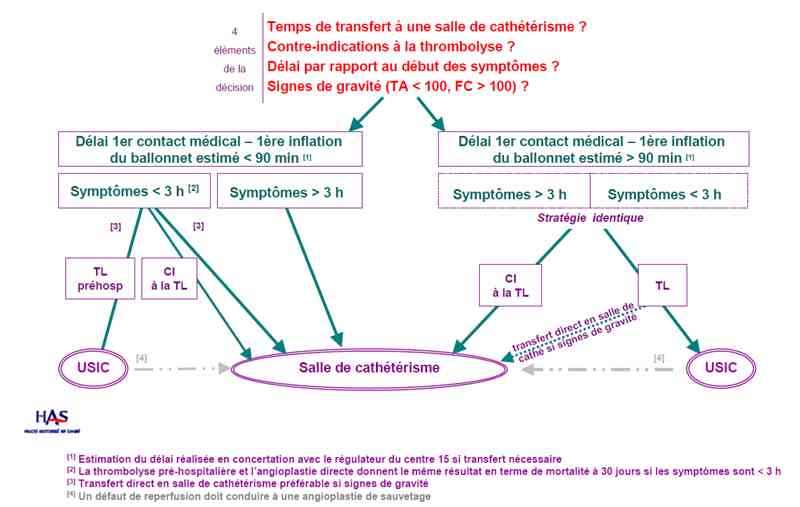 4
éléments
de la
décision
Temps de transfert à une salle de cathétérisme ?
Contre-indications à la thrombolyse ?
Délai par rapport au début des symptômes ?
Signes de gravité (TA < 100, FC > 100) ?
Délai 1er contact médical – 1ère inflation
du ballonnet estimé < 90 min [1]
Délai 1er contact médical – 1ère inflation
du ballonnet estimé > 90 min [1]
Symptômes < 3 h [2]
Symptômes > 3 h
Symptômes > 3 h
Symptômes < 3 h
Stratégie identique
[3]
[3]
TL
préhosp
CI
à la TL
CI
à la TL
TL
transfert direct en salle de
cathé si signes de gravité
USIC
[4]
Salle de cathétérisme
[4]
USIC
HAS
HAUTE AUTORITÉ DE SANTÉ
[1] Estimation du délai réalisée en concertation avec le régulateur du centre 15 si transfert nécessaire
[2] La thrombolyse pré-hospitalière et l'angioplastie directe donnent le même résultat en terme de mortalité à 30 jours si les symptômes sont < 3 h
[3] Transfert direct en salle de cathétérisme préférable si signes de gravité
[4] Un défaut de reperfusion doit conduire à une angioplastie de sauvetage